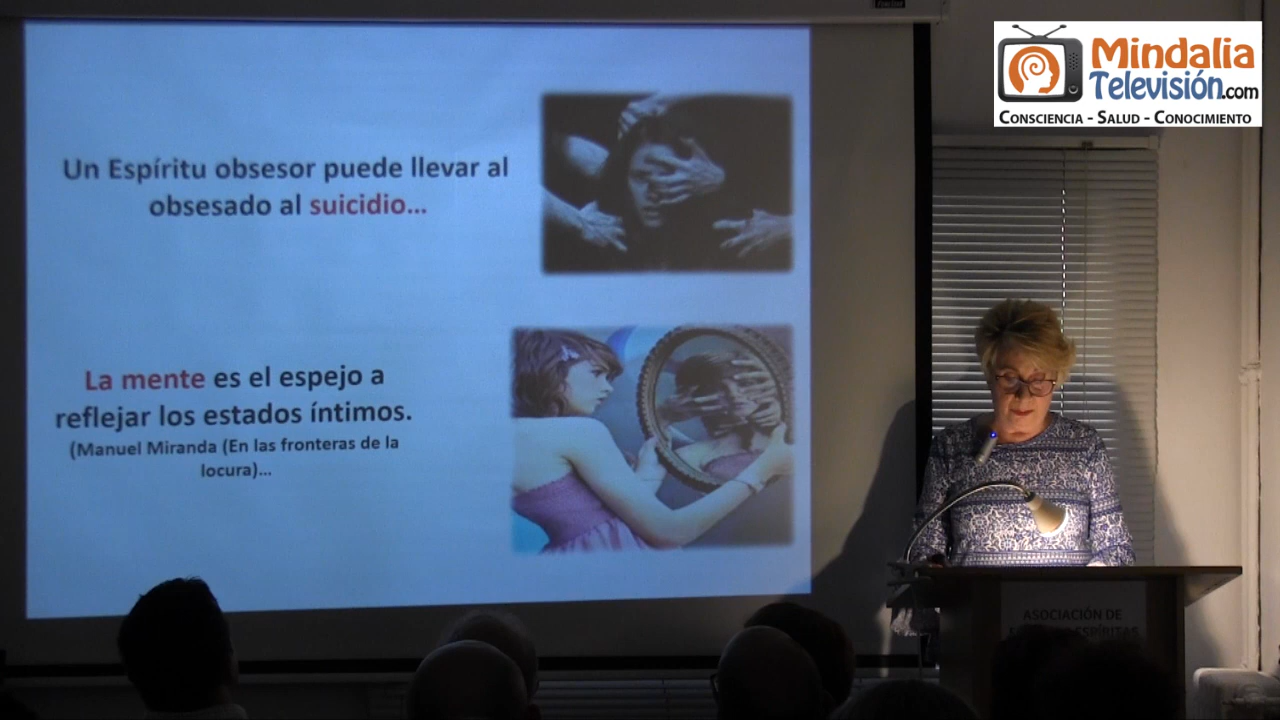 Mindalia
Televisión.com
CONSCIENCIA - SALUD - CONOCIMIENTO
Un Espíritu obsesor puede llevar al
obsesado al suicidio...
La mente es el espejo a
reflejar los estados íntimos.
(Manuel Miranda (En las fronteras de la
locura)...
ASOCIACIÓN DE
ESPÍRITAS